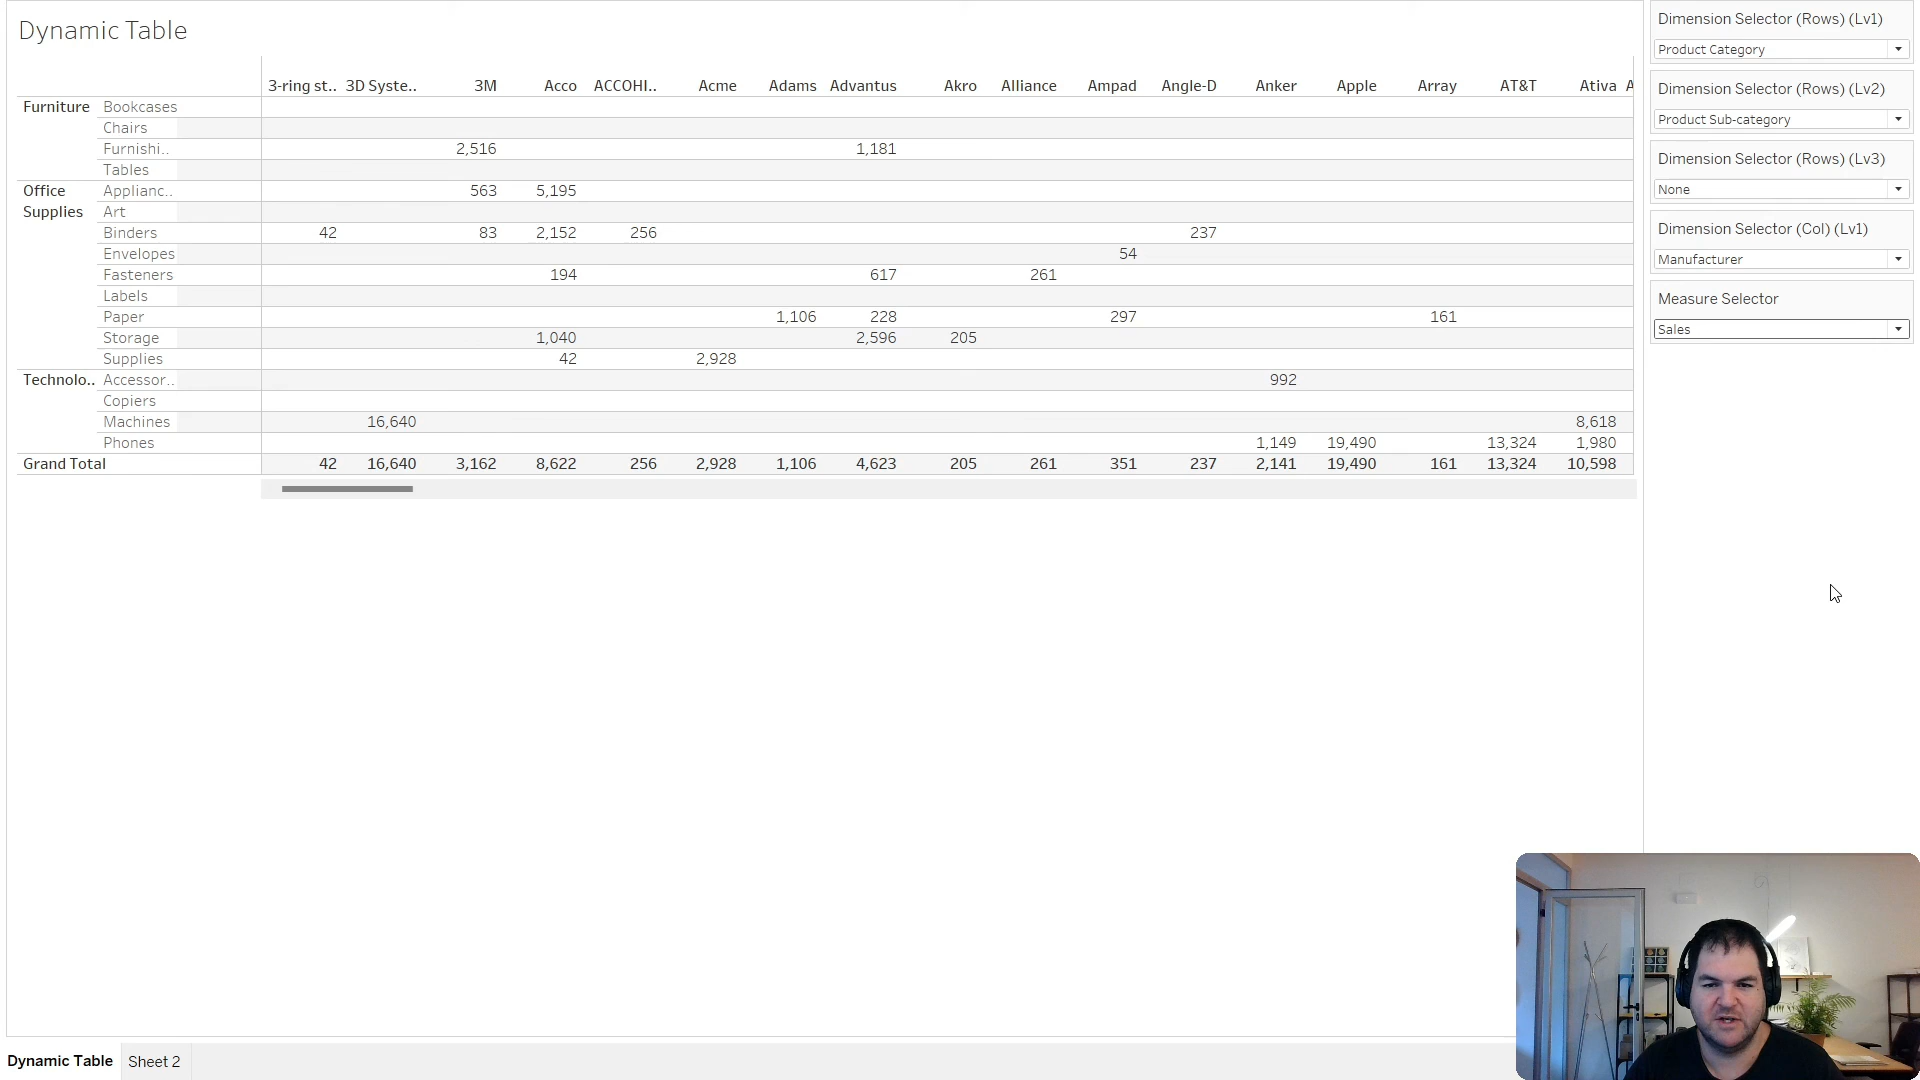 Dynamic Table
3-ring st.. 3D Syste.. 3M Acco ACCOHI.. Acme Adams Advantus Akro Alliance Ampad Angle-D Anker Apple Array AT&T Ativa A
Furniture Bookcases
Chairs
Furnishi.. 2,516 1,181
Tables
Office Applianc.. 563 5,195
Supplies Art
Binders 42 83 2,152 256 237
Envelopes 54
Fasteners 194 617 261
Labels
Paper 1,106 228 297 161
Storage 1,040 2,596 205
Supplies 42 2,928
Technolo.. Accessor.. 992
Copiers
Machines 16,640 8,618
Phones 1,149 19,490 13,324 1,980
Grand Total 42 16,640 3,162 8,622 256 2,928 1,106 4,623 205 261 351 237 2,141 19,490 161 13,324 10,598
Dimension Selector (Rows) (Lv1)
Product Category
Dimension Selector (Rows) (Lv2)
Product Sub-category
Dimension Selector (Rows) (Lv3)
None
Dimension Selector (Col) (Lv1)
Manufacturer
Measure Selector
Sales
Dynamic Table Sheet 2